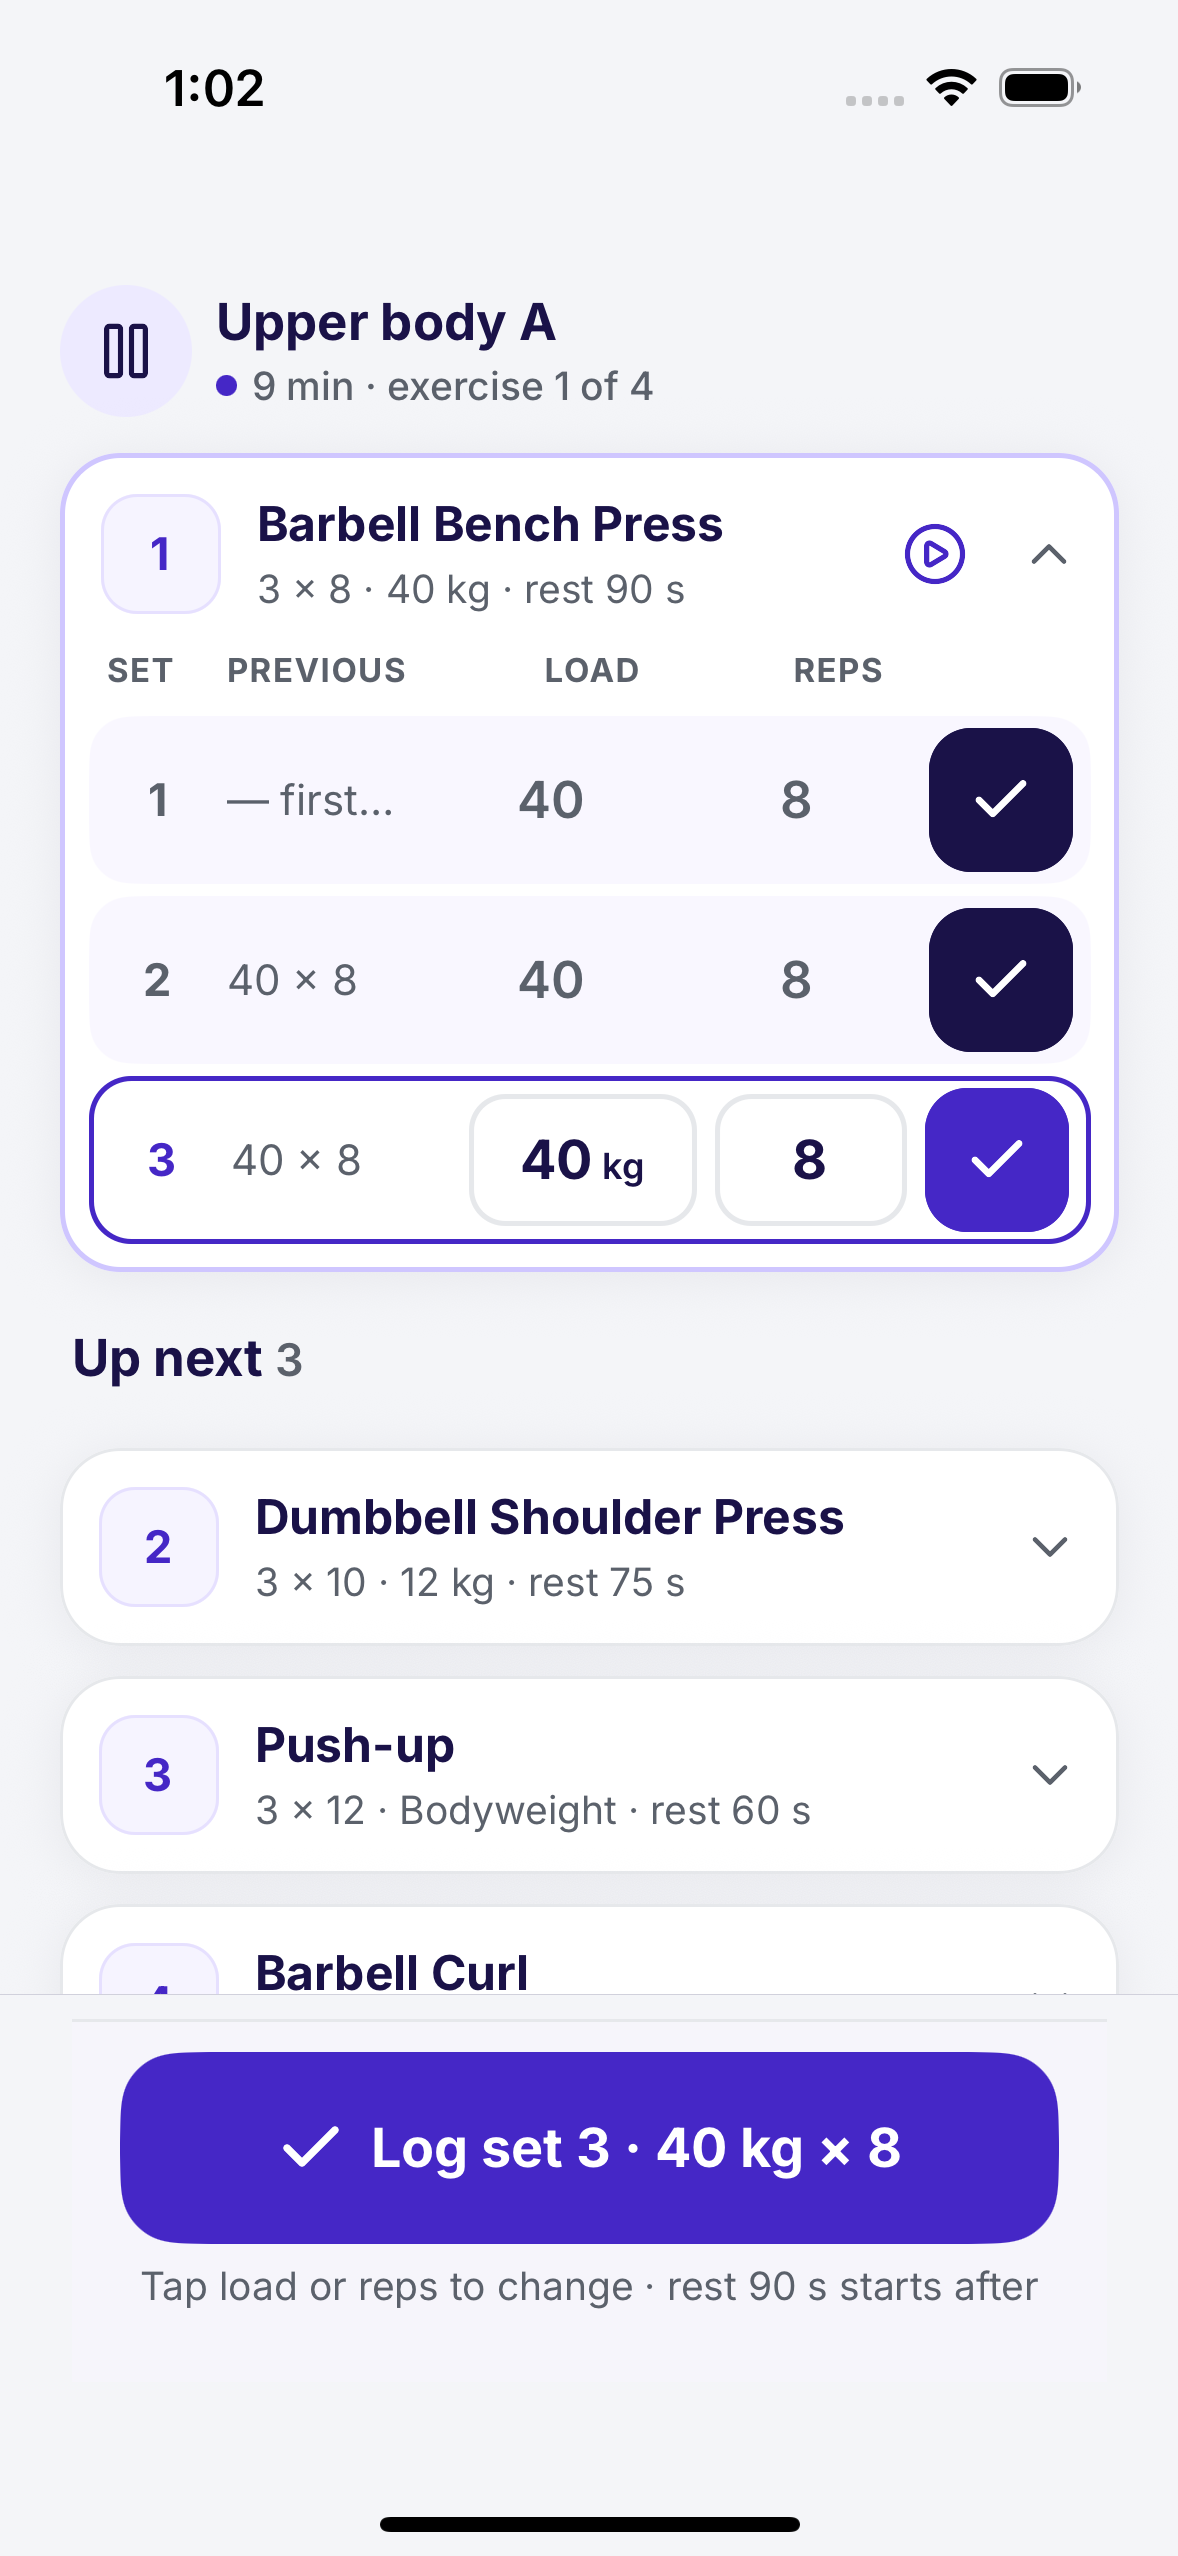 1:02
Upper body A
9 min · exercise 1 of 4
1
Barbell Bench Press
3 × 8 · 40 kg · rest 90 s
SET PREVIOUS LOAD REPS
1 — first... 40 8
2 40 × 8 40 8
3 40 × 8 40 kg 8
Up next 3
2
Dumbbell Shoulder Press
3 × 10 · 12 kg · rest 75 s
3
Push-up
3 × 12 · Bodyweight · rest 60 s
Barbell Curl
Log set 3 · 40 kg × 8
Tap load or reps to change · rest 90 s starts after